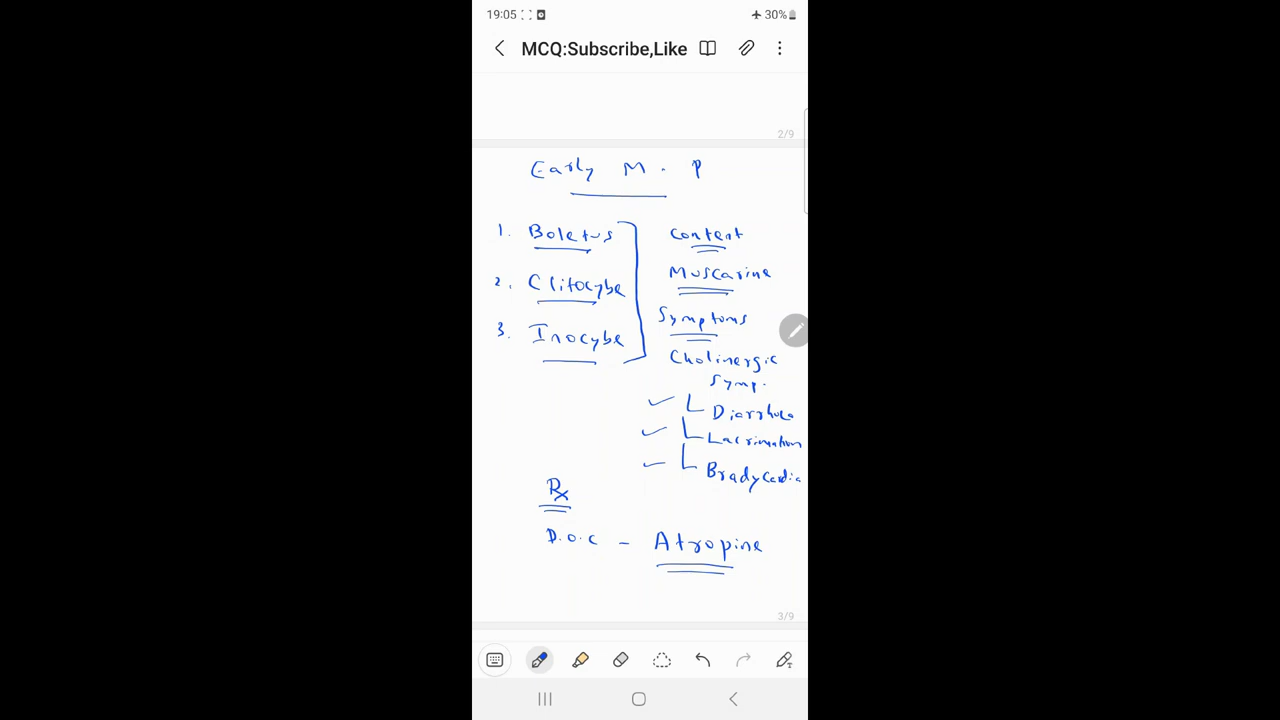 19:05 30%
MCQ:Subscribe,Like
2/9
Early M. P
1. Boletus
2. Clitocybe
3. Inocybe
Content
Muscarine
Symptoms
Cholinergic
Symp.
Diarrhoea
Lacrimation
Bradycardia
Rx
D.O.C - Atropine
3/9